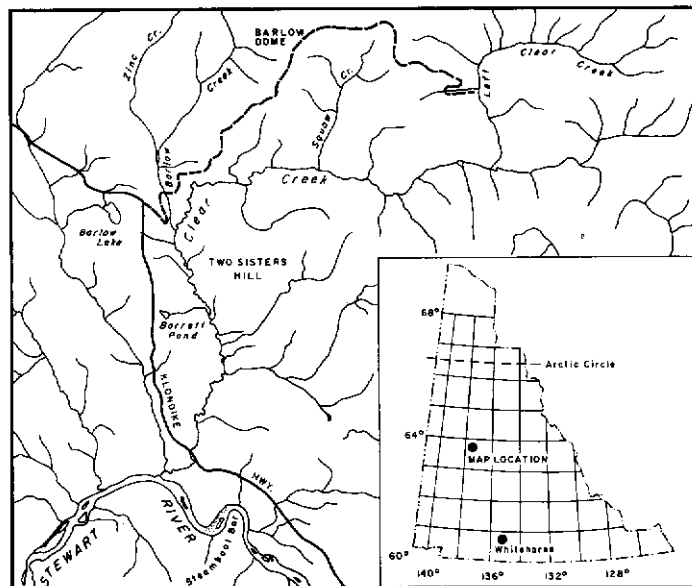 BARLOW
DOME
Zinc Cr.
Creek
Barlow
Squaw Cr.
Clear
Creek
Left
Clear
Creek
Barlow
Lake
TWO SISTERS
HILL
Barrett
Pond
KLONDIKE
HWY.
STEWART
RIVER
Steamboat Bar
68°
Arctic Circle
64°
MAP LOCATION
60°
Whitehorse
140°
136°
132°
128°